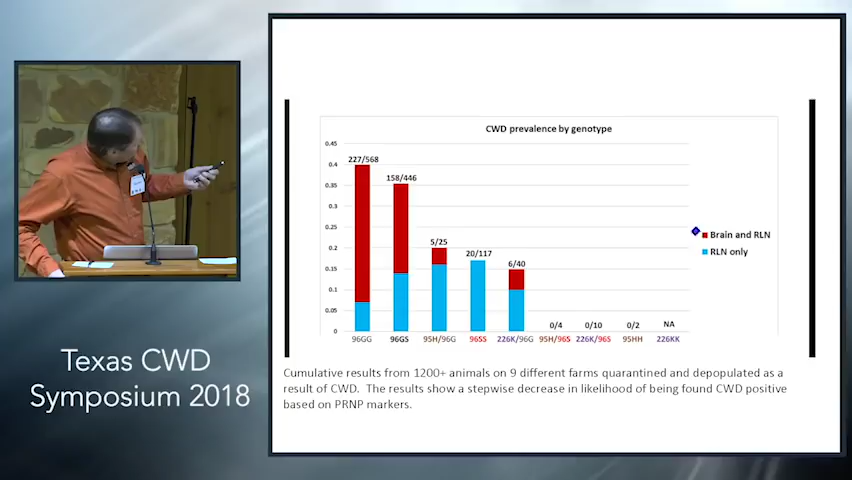 CWD prevalence by genotype
0.45
0.4
0.35
0.3
0.25
0.2
0.15
0.1
0.05
0
227/568
158/446
5/25
20/117
6/40
0/4
0/10
0/2
NA
96GG
96GS
95H/96G
96SS
226K/96G
95H/96S
226K/96S
95HH
226KK
Brain and RLN
RLN only
Cumulative results from 1200+ animals on 9 different farms quarantined and depopulated as a
result of CWD. The results show a stepwise decrease in likelihood of being found CWD positive
based on PRNP markers.
Texas CWD
Symposium 2018